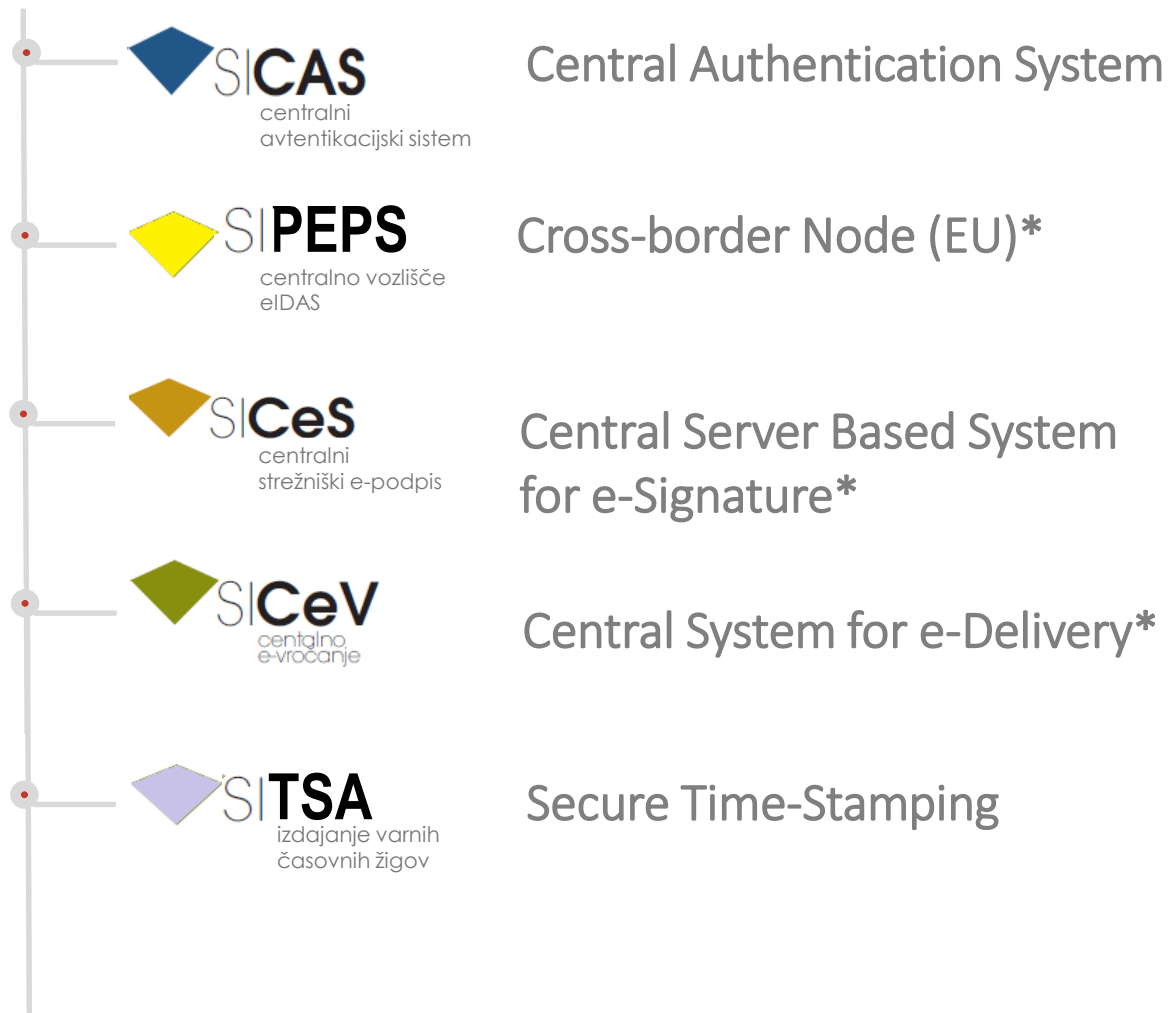 SICAS
centralni
avtentikacijski sistem
Central Authentication System
SIPEPS
centralno vozlišče
eIDAS
Cross-border Node (EU)*
SICeS
centralni
strežniški e-podpis
Central Server Based System
for e-Signature*
SICeV
centalno
e-vročanje
Central System for e-Delivery*
SITSA
izdajanje varnih
časovnih žigov
Secure Time-Stamping